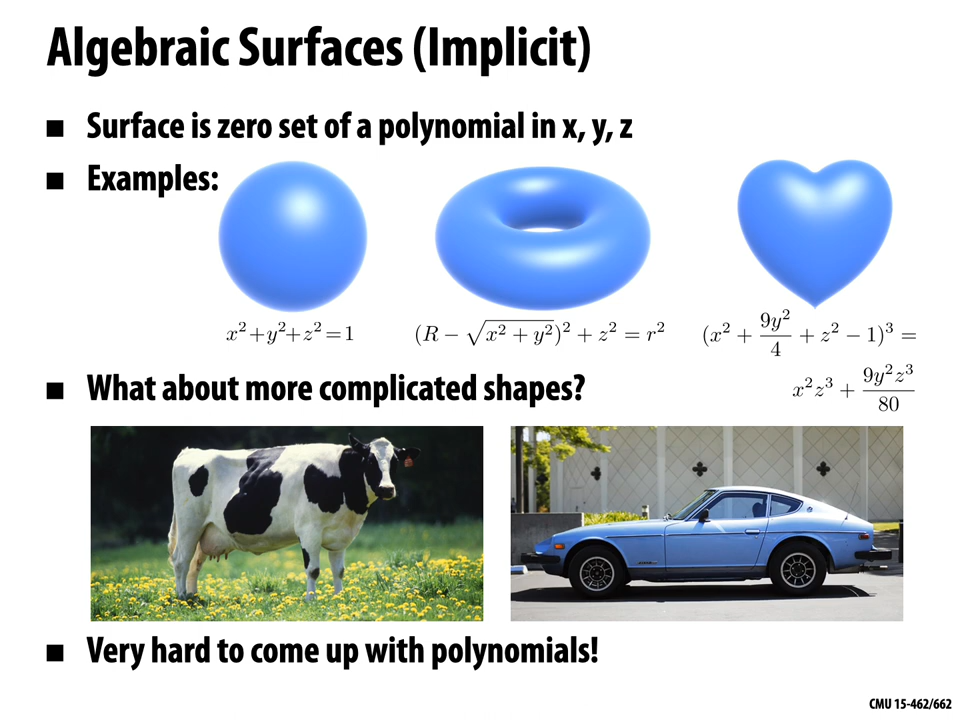 Algebraic Surfaces (Implicit)
■ Surface is zero set of a polynomial in x, y, z
■ Examples:
x²+y²+z²=1
(R − √(x² + y²))² + z² = r²
(x² + 9y²/4 + z² − 1)³ =
x²z³ + 9y²z³/80
■ What about more complicated shapes?
■ Very hard to come up with polynomials!
CMU 15-462/662